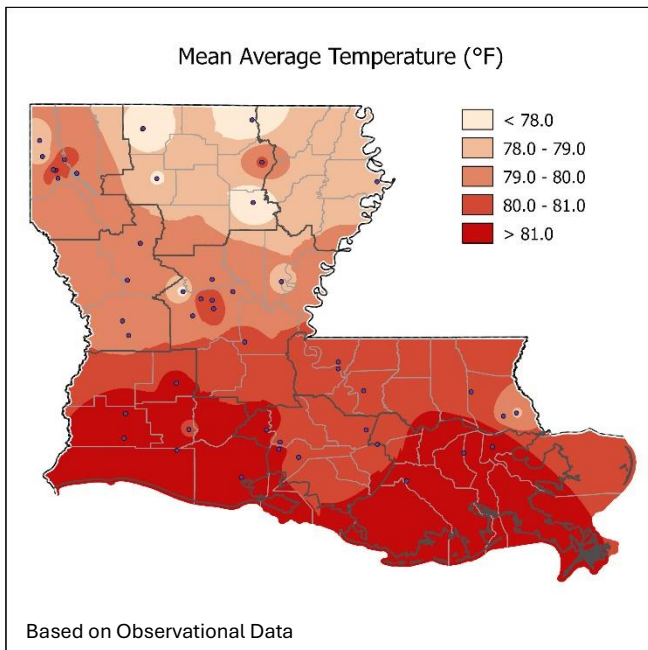 Mean Average Temperature (°F)
< 78.0
78.0 - 79.0
79.0 - 80.0
80.0 - 81.0
> 81.0
Based on Observational Data